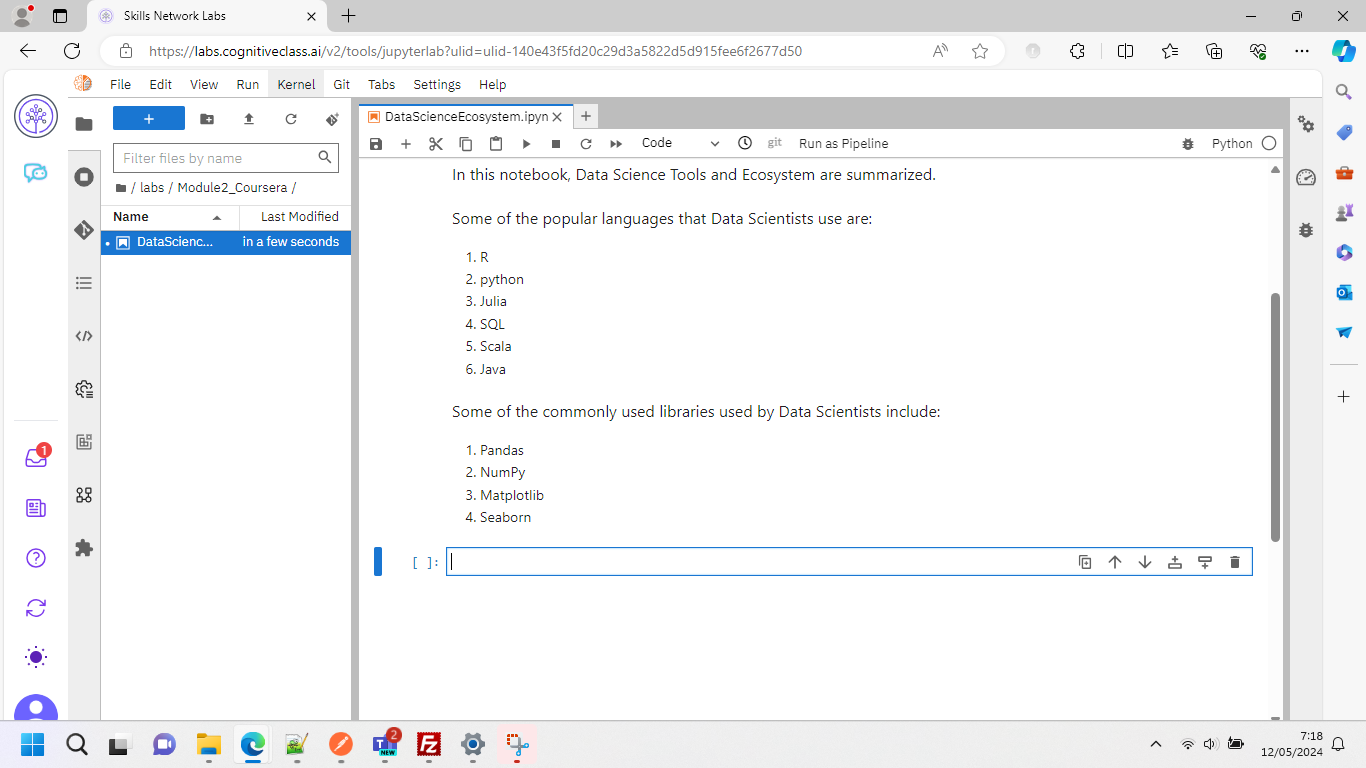 Skills Network Labs
https://labs.cognitiveclass.ai/v2/tools/jupyterlab?ulid=ulid-140e43f5fd20c29d3a5822d5d915fee6f2677d50
File Edit View Run Kernel Git Tabs Settings Help
DataScienceEcosystem.ipyn
Code
git
Run as Pipeline
Python
Filter files by name
/ labs / Module2_Coursera /
Name Last Modified
DataScienc... in a few seconds
In this notebook, Data Science Tools and Ecosystem are summarized.
Some of the popular languages that Data Scientists use are:
1. R
2. python
3. Julia
4. SQL
5. Scala
6. Java
Some of the commonly used libraries used by Data Scientists include:
1. Pandas
2. NumPy
3. Matplotlib
4. Seaborn
[ ]:
1
2
NEW
7:18
12/05/2024